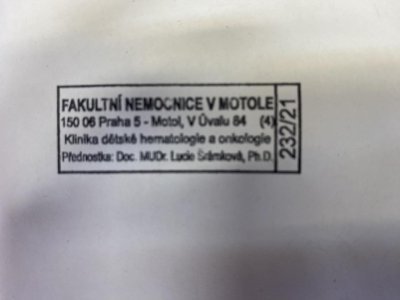 FAKULTNÍ NEMOCNICE V MOTOLE
150 06 Praha 5 - Motol, V Úvalu 84 (4)
Klinika dětské hematologie a onkologie
Přednostka: Doc. MUDr. Lucie Šrámková, Ph.D.
232/21